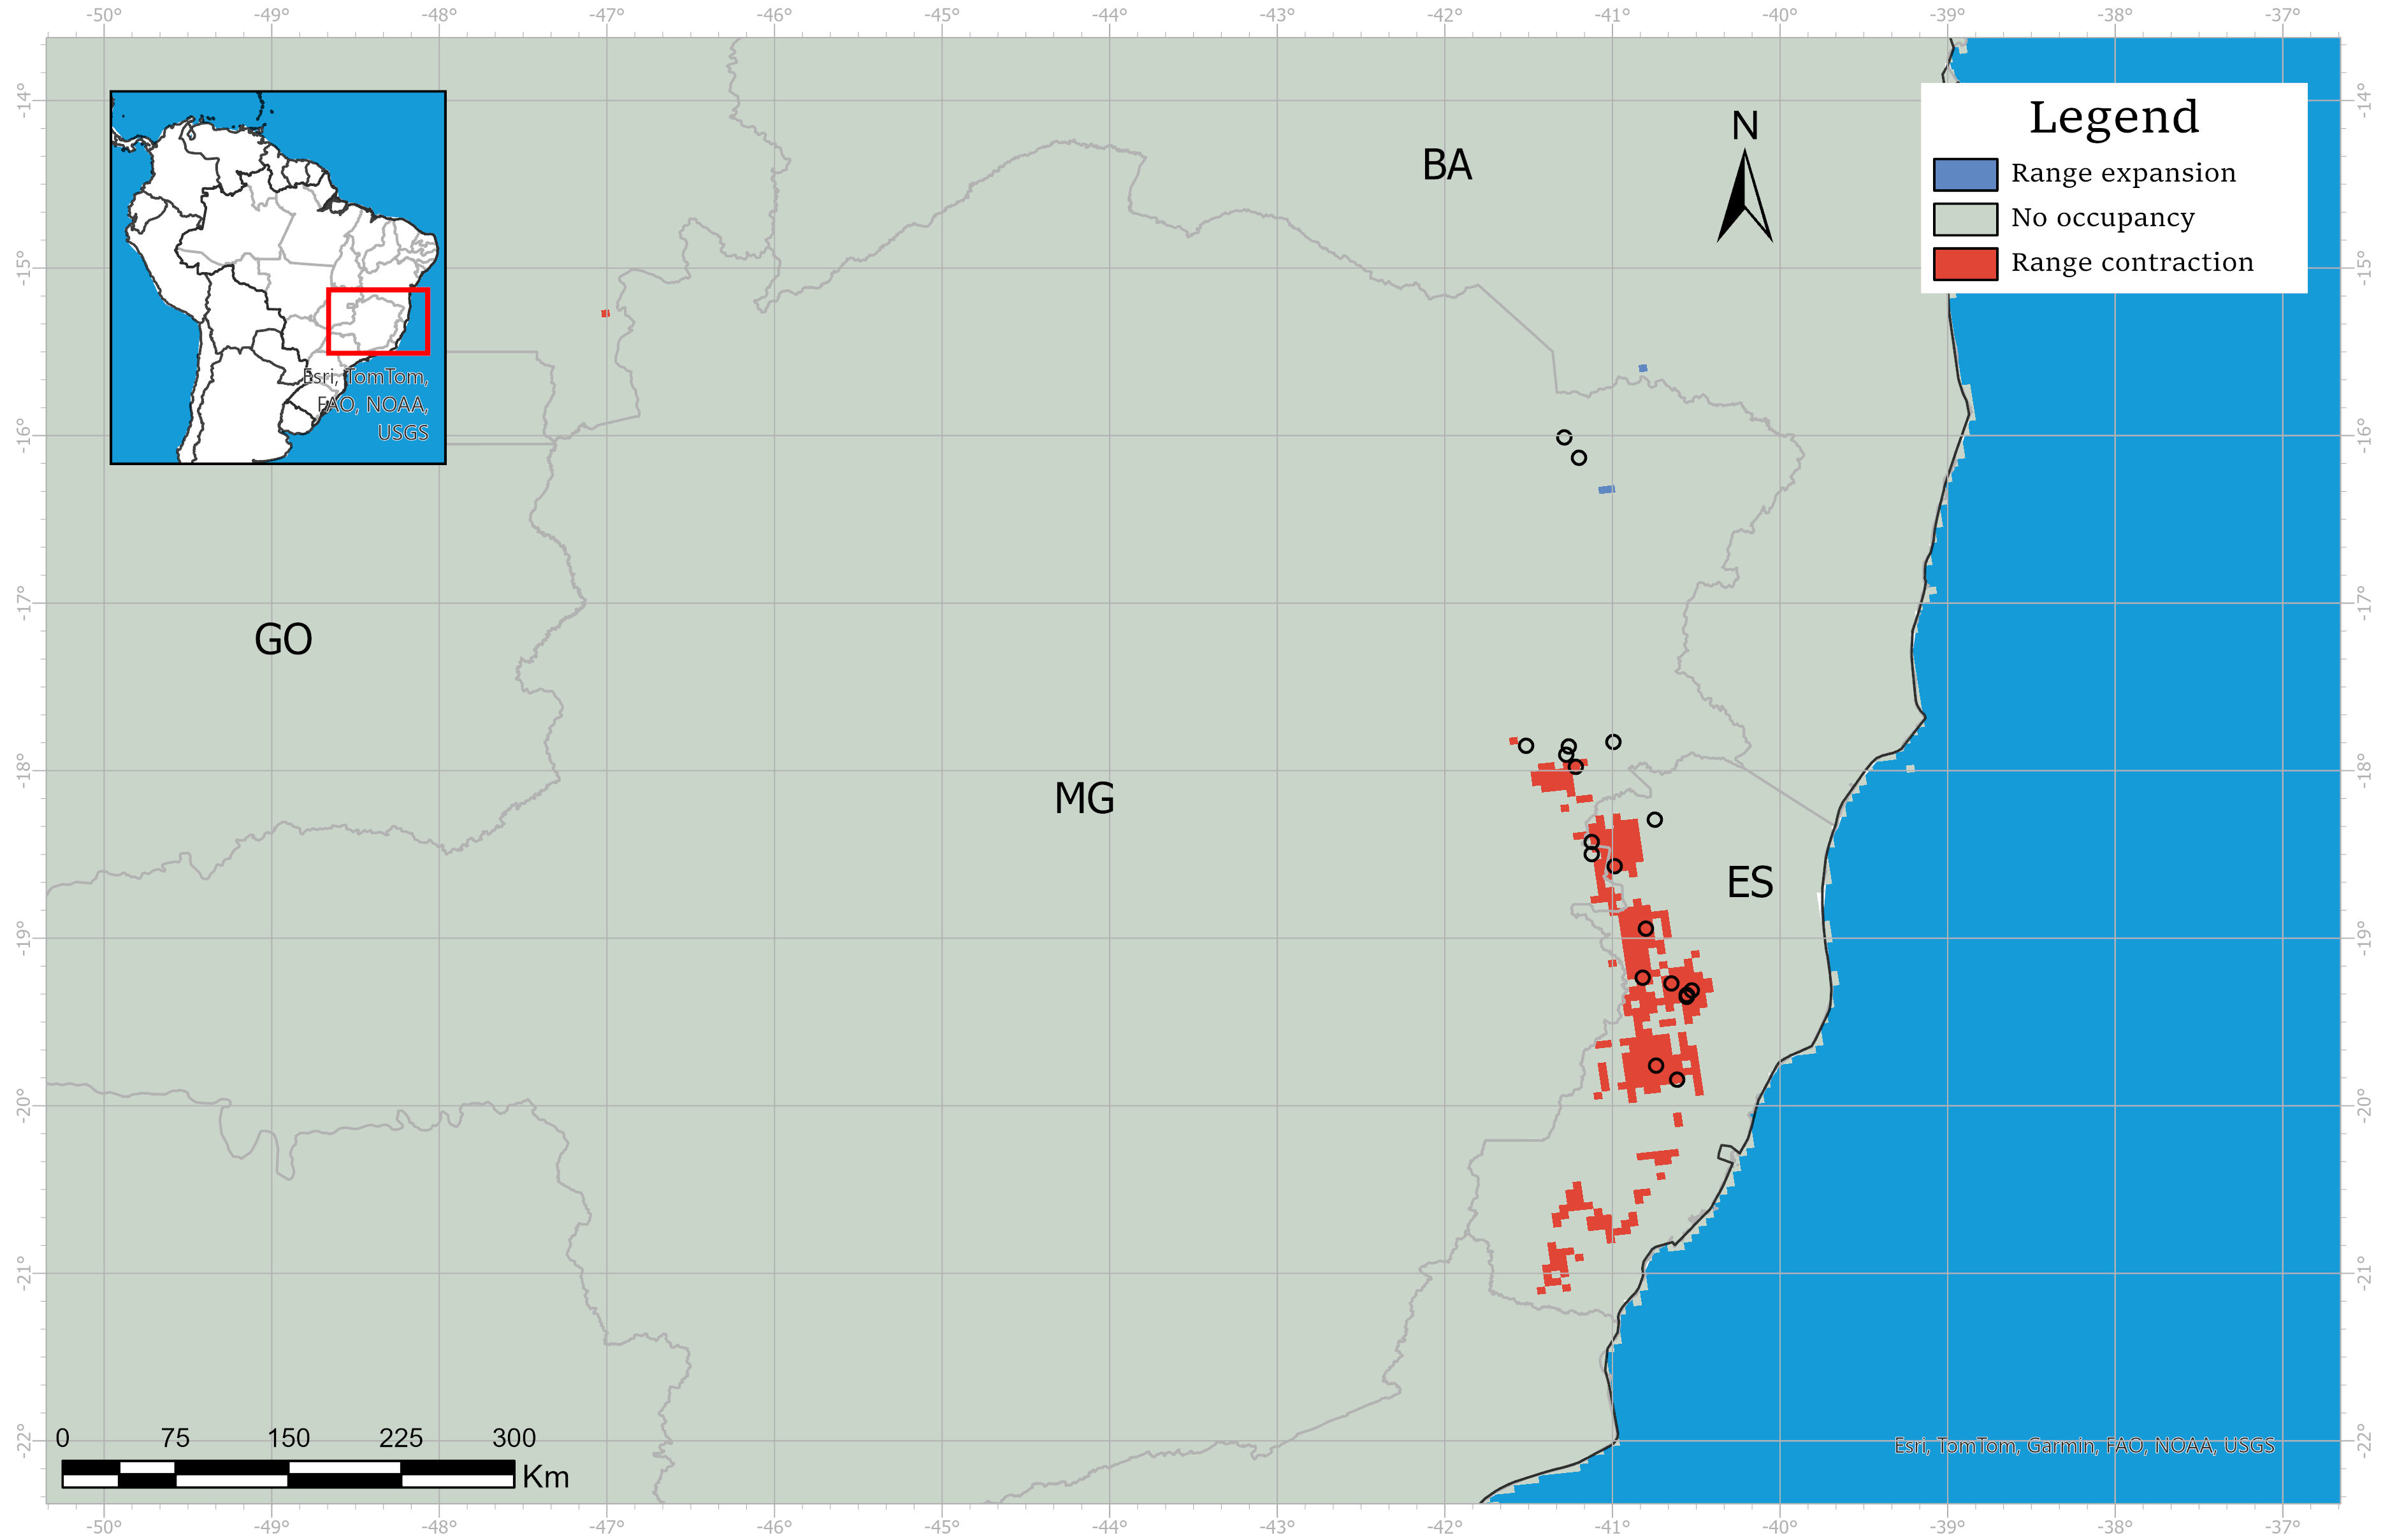 -50° -49° -48° -47° -46° -45° -44° -43° -42° -41° -40° -39° -38° -37°
-14° -14°
N
BA
Legend
Range expansion
No occupancy
Range contraction
-15° -15°
Esri, TomTom,
FAO, NOAA,
USGS
-16° -16°
-17° -17°
GO
-18° -18°
MG
ES
-19° -19°
-20° -20°
-21° -21°
-22° -22°
0 75 150 225 300
Km
Esri, TomTom, Garmin, FAO, NOAA, USGS
-50° -49° -48° -47° -46° -45° -44° -43° -42° -41° -40° -39° -38° -37°